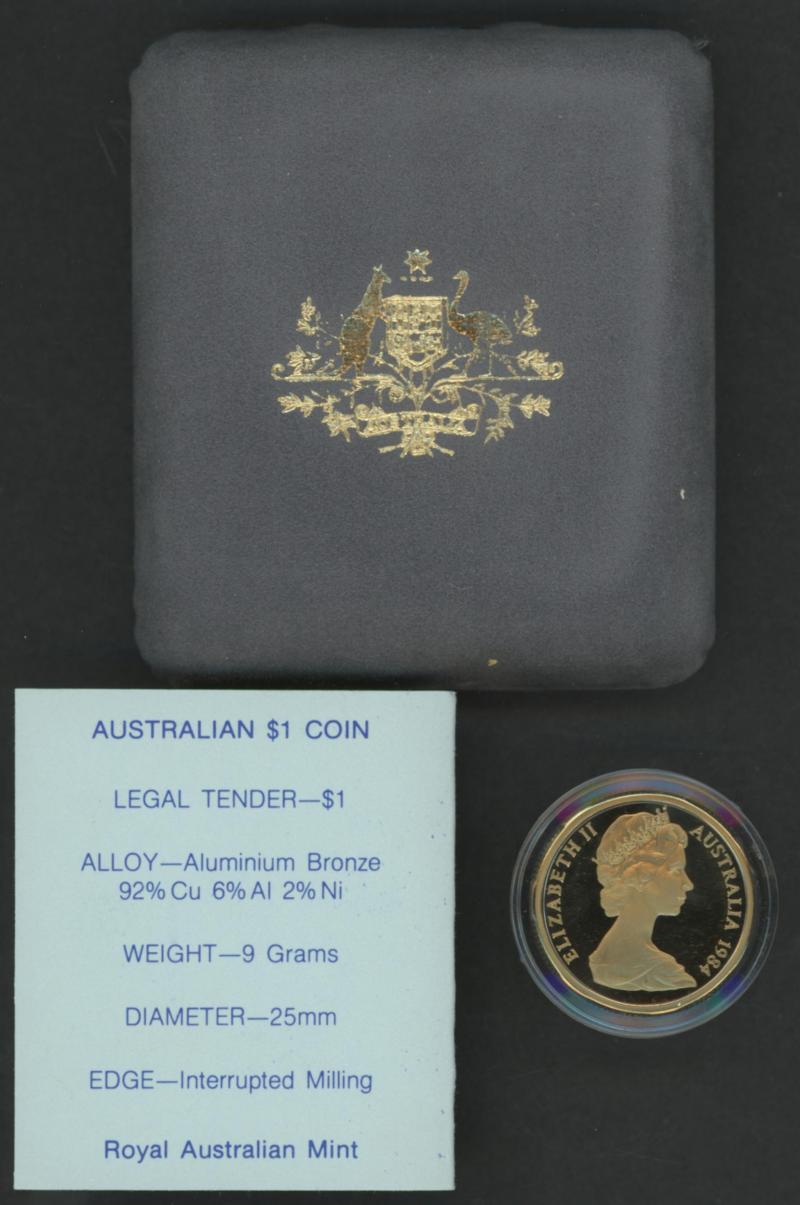 AUSTRALIA
AUSTRALIAN $1 COIN
LEGAL TENDER—$1
ALLOY—Aluminium Bronze
92% Cu 6% Al 2% Ni
WEIGHT—9 Grams
DIAMETER—25mm
EDGE—Interrupted Milling
Royal Australian Mint
ELIZABETH II
AUSTRALIA 1984